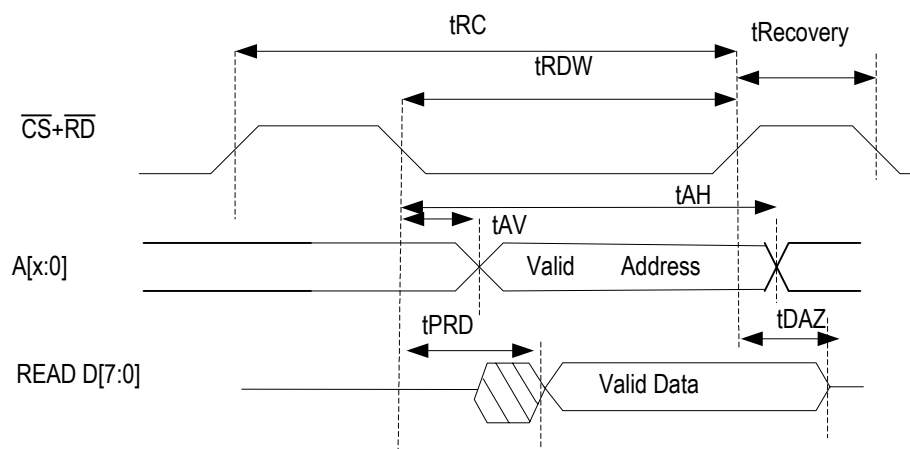 tRC
tRecovery
tRDW
CS+RD
tAH
tAV
A[x:0]
Valid Address
tPRD
tDAZ
READ D[7:0]
Valid Data